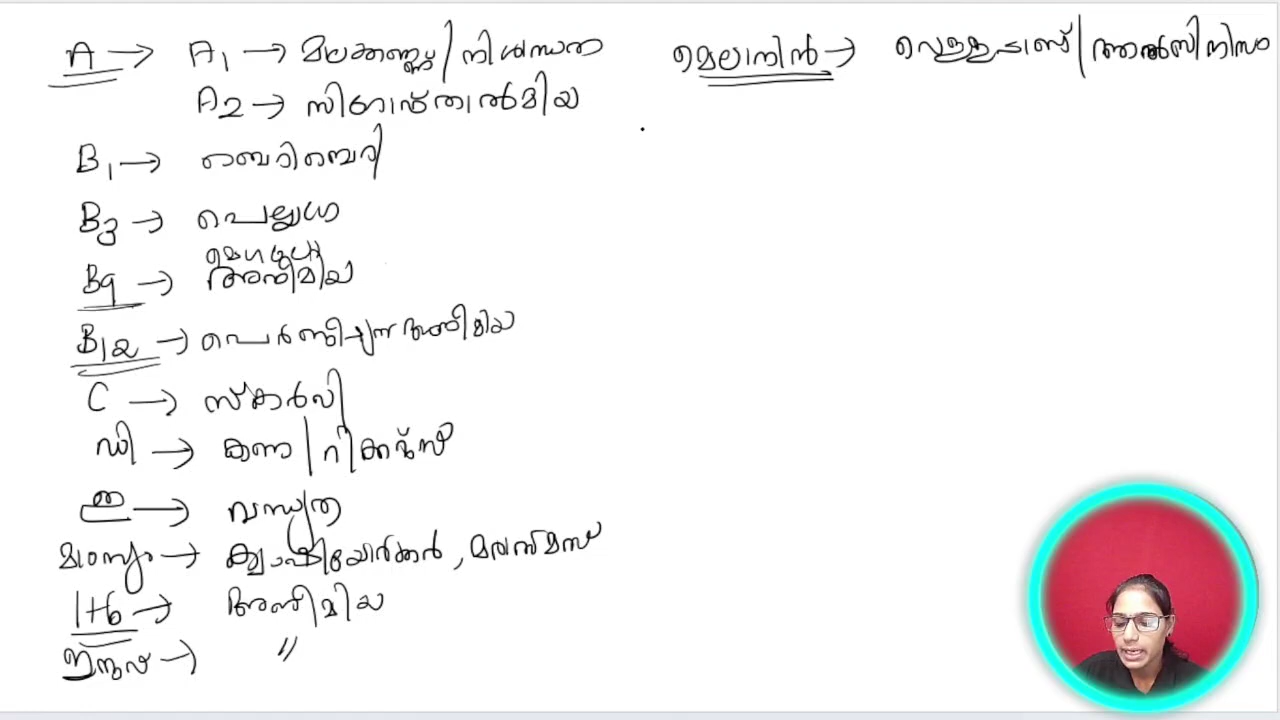 A → A1 → മാലക്കണ്ണ് / നിശാന്ധത
A2 → സിറോഫ്താൽമിയ
B1 → ബെറിബെറി
B3 → പെല്ലഗ്ര
B9 → മെഗലോ അനീമിയ
B12 → പെർണീഷ്യസ് അനീമിയ
C → സ്കർവി
ഡി → കണ / റിക്കറ്റ്സ്
ഇ → വന്ധ്യത
മാംസ്യം → ക്വാഷിയോർക്കർ, മരാസ്മസ്
Hb → അനീമിയ
ഇരുമ്പ് → "
മെലാനിൻ → വെള്ളപ്പാണ്ട് / ആൽബിനിസം